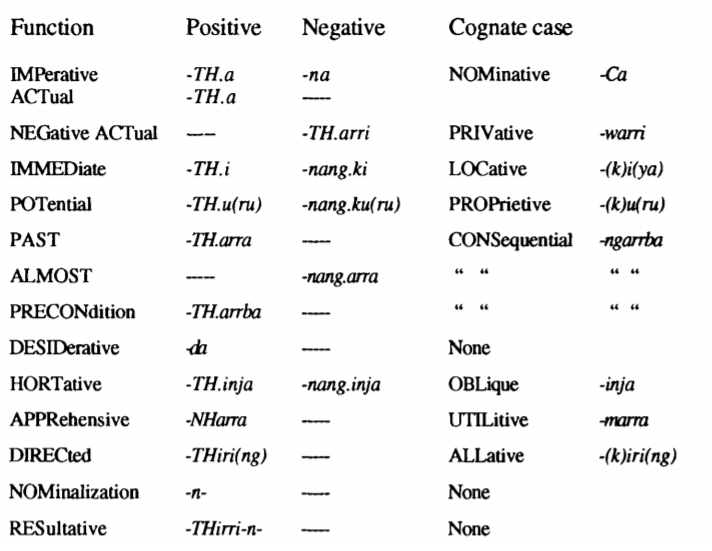 Function Positive Negative Cognate case
IMPerative -TH.a -na NOMinative -Ca
ACTual -TH.a -----
NEGative ACTual ---- -TH.arri PRIVative -warri
IMMEDiate -TH.i -nang.ki LOCative -(k)i(ya)
POTential -TH.u(ru) -nang.ku(ru) PROPrietive -(k)u(ru)
PAST -TH.arra ----- CONSequential -ngarrba
ALMOST ----- -nang.arra “ “ “ “
PRECONdition -TH.arrba ----- “ “ “ “
DESIDerative -da ----- None
HORTative -TH.inja -nang.inja OBLique -inja
APPRehensive -NHarra ----- UTILitive -marra
DIRECted -THiri(ng) ----- ALLative -(k)iri(ng)
NOMinalization -n- ----- None
RESultative -THirri-n- ----- None